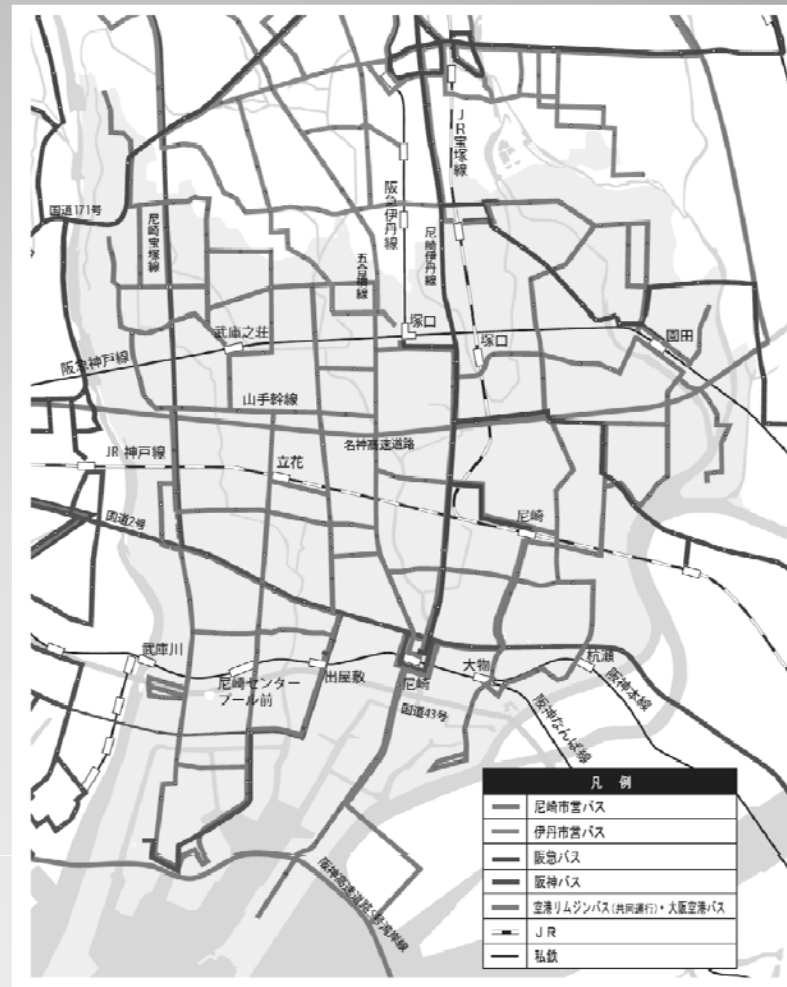 JR宝塚線
阪急伊丹線
国道171号
尼崎宝塚線
尼崎伊丹線
五合橋線
塚口
武庫之荘
塚口
園田
阪急神戸線
山手幹線
名神高速道路
JR 神戸線
立花
国道2号
尼崎
武庫川
尼崎センター
プール前
出屋敷
尼崎
大物
杭瀬
阪神本線
国道43号
阪神なんば線
阪神高速道路5号湾岸線
凡 例
尼崎市営バス
伊丹市営バス
阪急バス
阪神バス
空港リムジンバス(共同運行)・大阪空港バス
JR
私鉄